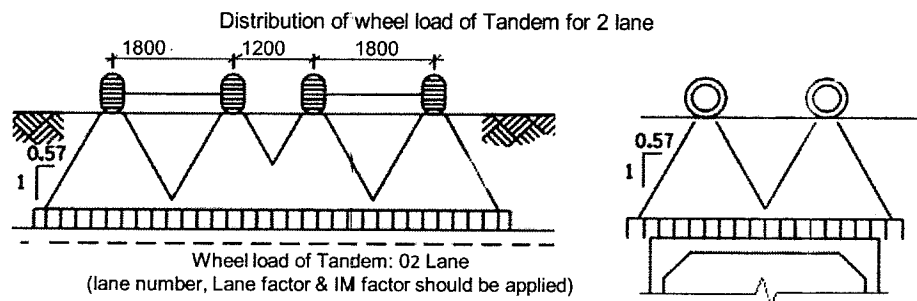 Distribution of wheel load of Tandem for 2 lane
1800 1200 1800
0.57
1
0.57
1
Wheel load of Tandem: 02 Lane
(lane number, Lane factor & IM factor should be applied)